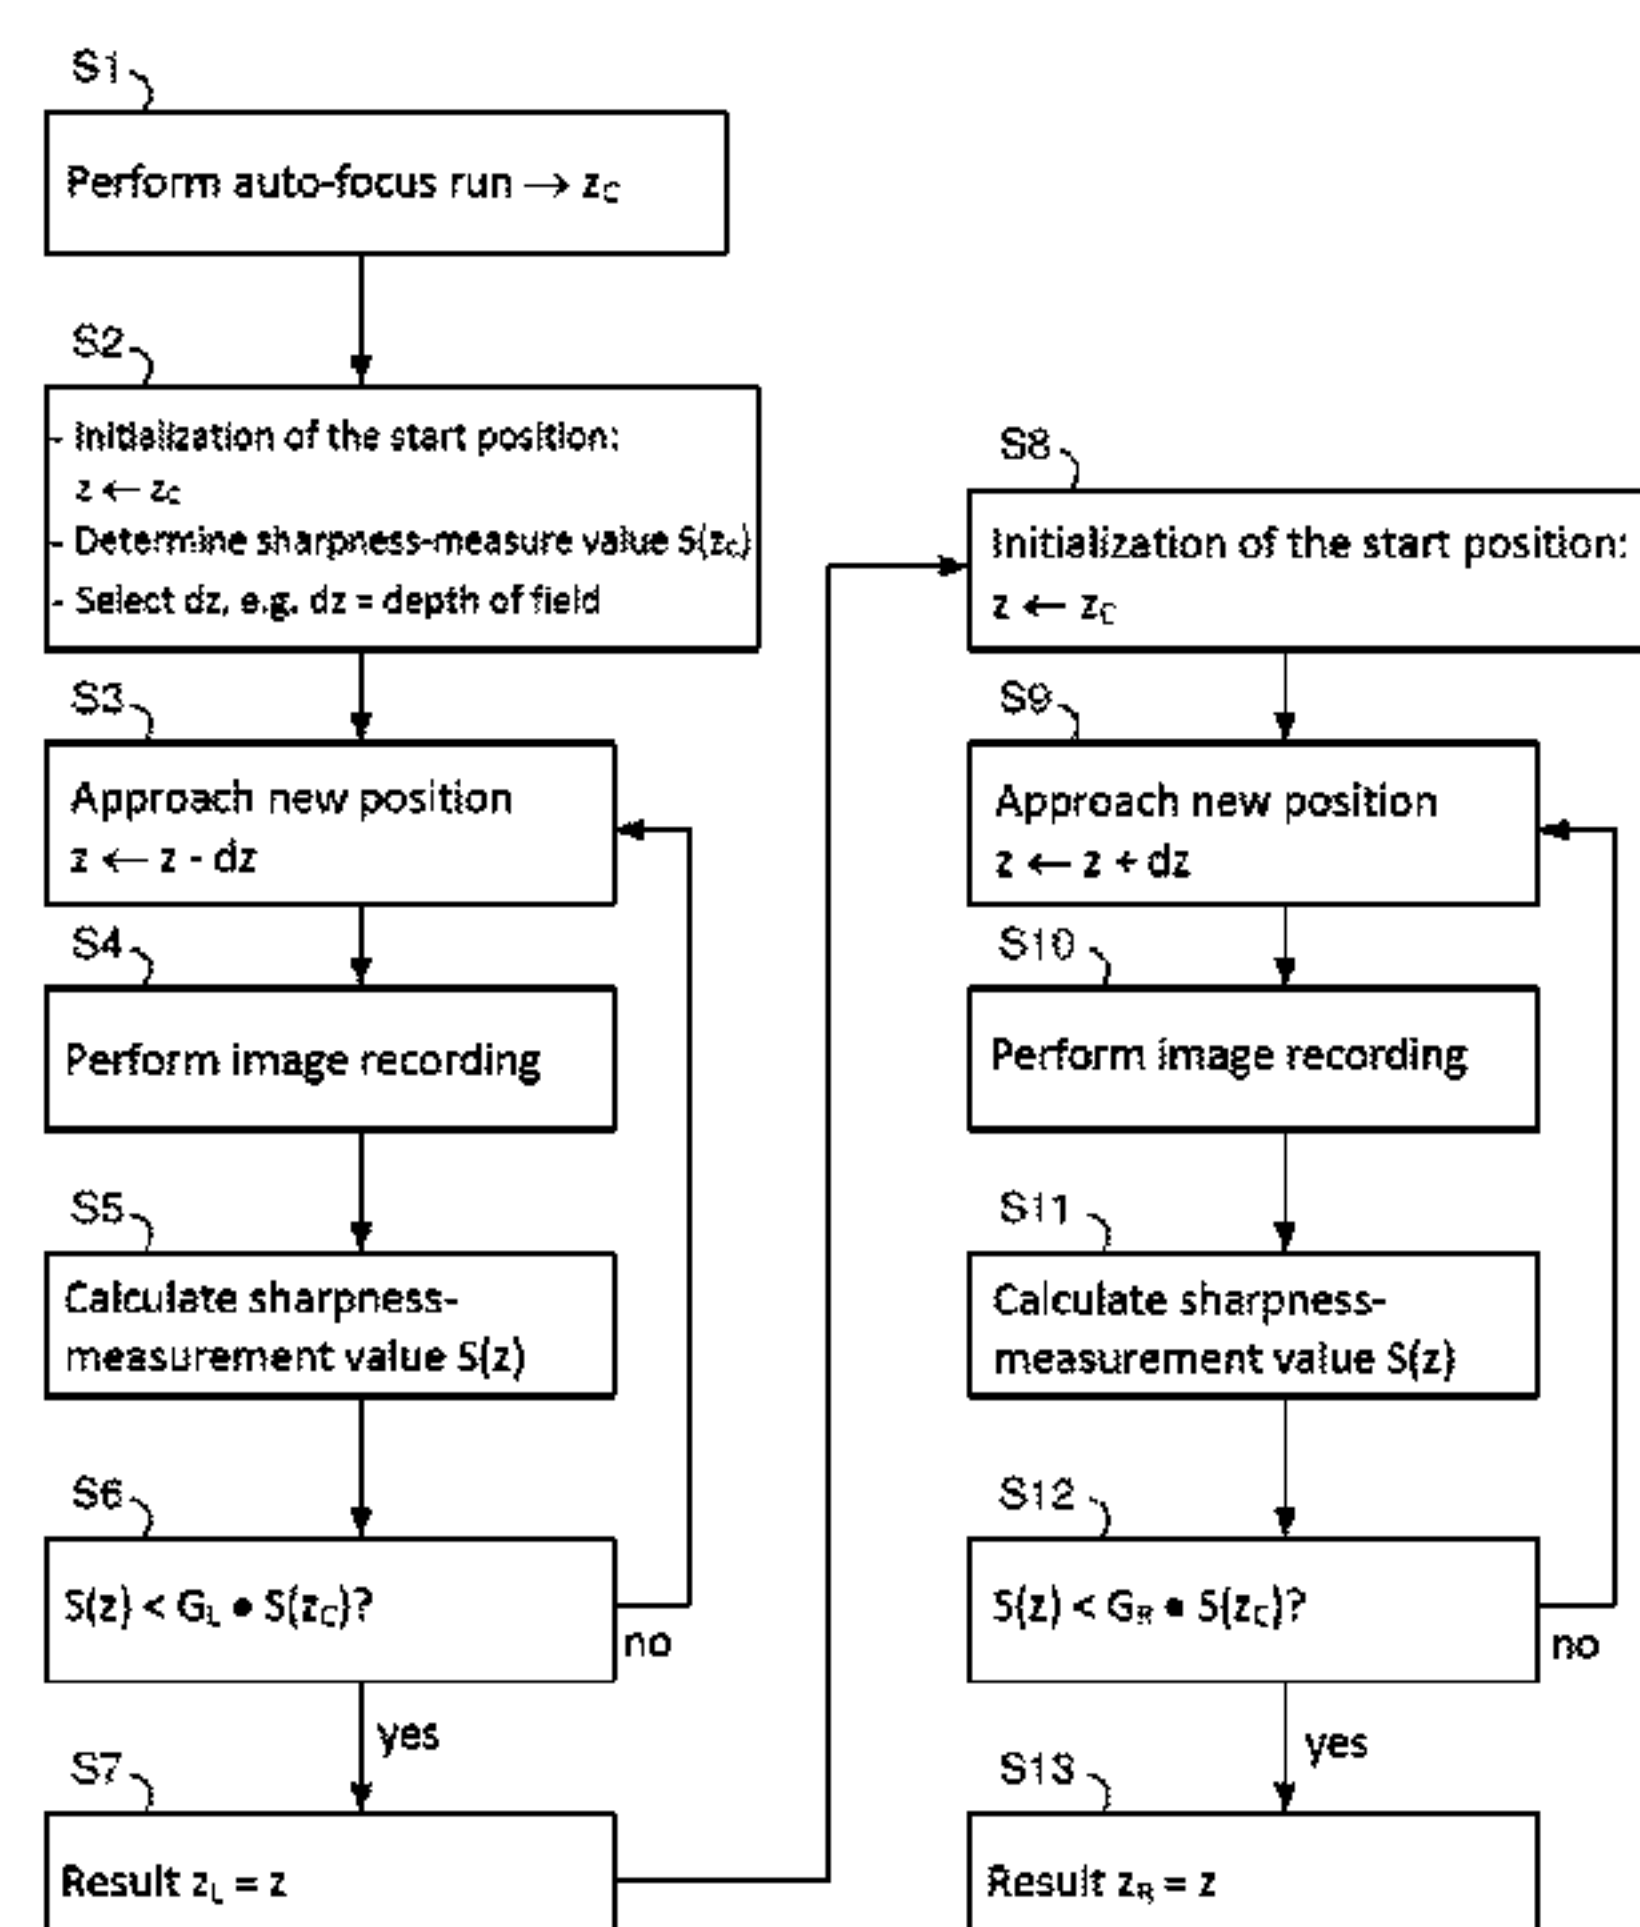 S1
Perform auto-focus run → zC
S2
- Initialization of the start position:
z ← zC
- Determine sharpness-measure value S(zC)
- Select dz, e.g. dz = depth of field
S3
Approach new position
z ← z - dz
S4
Perform image recording
S5
Calculate sharpness-
measurement value S(z)
S6
S(z) < GL • S(zC)?
no
yes
S7
Result zL = z
S8
Initialization of the start position:
z ← zC
S9
Approach new position
z ← z + dz
S10
Perform image recording
S11
Calculate sharpness-
measurement value S(z)
S12
S(z) < GR • S(zC)?
no
yes
S13
Result zR = z